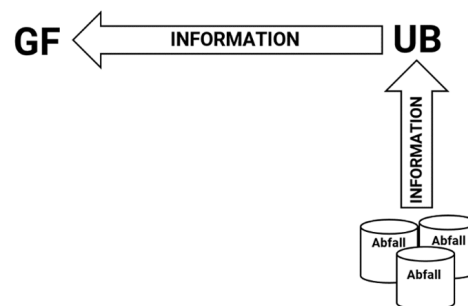 GF INFORMATION UB
INFORMATION
Abfall Abfall
Abfall